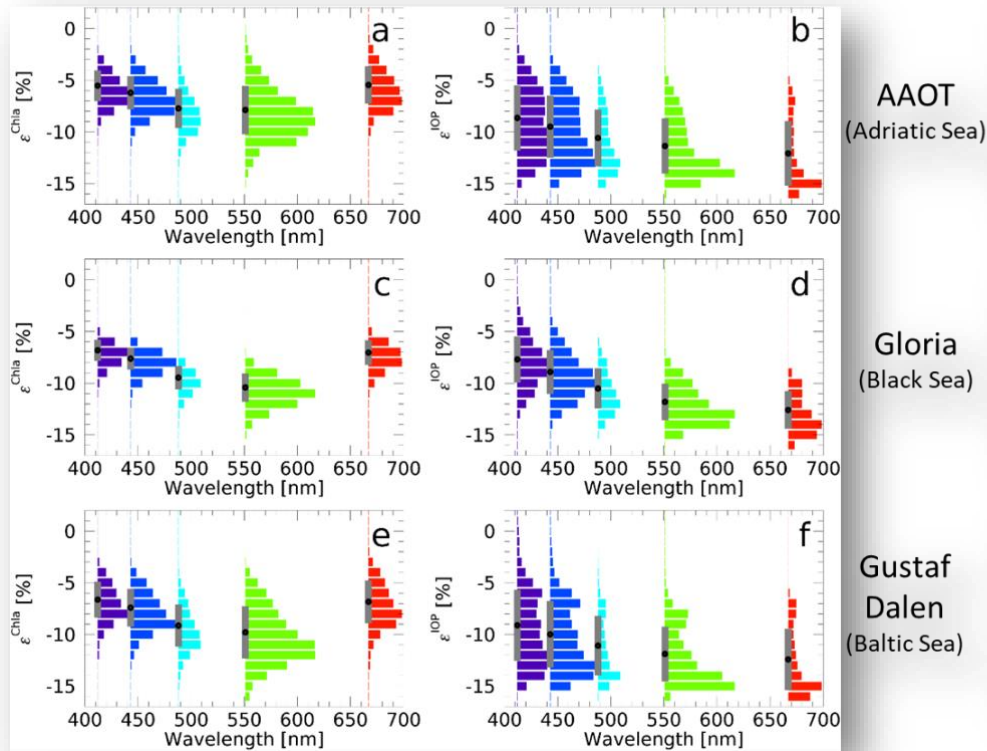 a
0
-5
-10
-15
ε^Chla [%]
400 450 500 550 600 650 700
Wavelength [nm]
b
0
-5
-10
-15
ε^IOP [%]
400 450 500 550 600 650 700
Wavelength [nm]
AAOT
(Adriatic Sea)
c
0
-5
-10
-15
ε^Chla [%]
400 450 500 550 600 650 700
Wavelength [nm]
d
0
-5
-10
-15
ε^IOP [%]
400 450 500 550 600 650 700
Wavelength [nm]
Gloria
(Black Sea)
e
0
-5
-10
-15
ε^Chla [%]
400 450 500 550 600 650 700
Wavelength [nm]
f
0
-5
-10
-15
ε^IOP [%]
400 450 500 550 600 650 700
Wavelength [nm]
Gustaf
Dalen
(Baltic Sea)